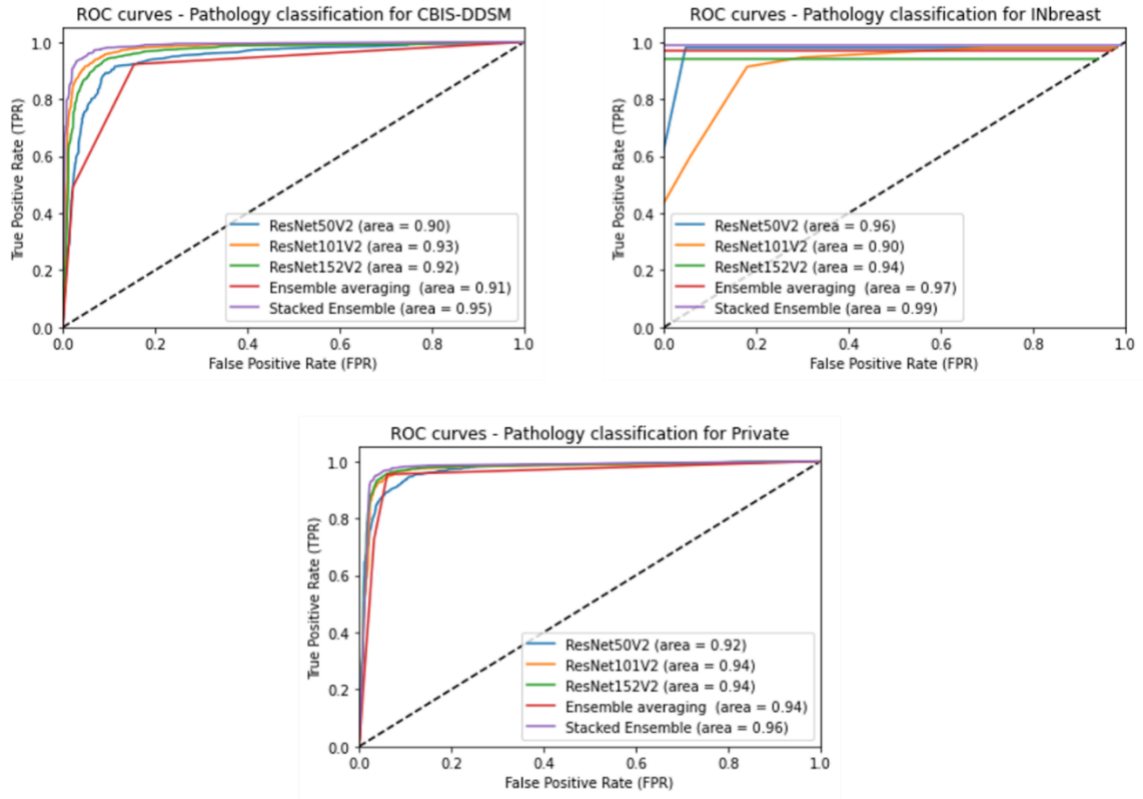 ROC curves - Pathology classification for CBIS-DDSM
True Positive Rate (TPR)
1.0
0.8
0.6
0.4
0.2
0.0
ResNet50V2 (area = 0.90)
ResNet101V2 (area = 0.93)
ResNet152V2 (area = 0.92)
Ensemble averaging  (area = 0.91)
Stacked Ensemble (area = 0.95)
0.0 0.2 0.4 0.6 0.8 1.0
False Positive Rate (FPR)
ROC curves - Pathology classification for INbreast
True Positive Rate (TPR)
1.0
0.8
0.6
0.4
0.2
0.0
ResNet50V2 (area = 0.96)
ResNet101V2 (area = 0.90)
ResNet152V2 (area = 0.94)
Ensemble averaging  (area = 0.97)
Stacked Ensemble (area = 0.99)
0.0 0.2 0.4 0.6 0.8 1.0
False Positive Rate (FPR)
ROC curves - Pathology classification for Private
True Positive Rate (TPR)
1.0
0.8
0.6
0.4
0.2
0.0
ResNet50V2 (area = 0.92)
ResNet101V2 (area = 0.94)
ResNet152V2 (area = 0.94)
Ensemble averaging  (area = 0.94)
Stacked Ensemble (area = 0.96)
0.0 0.2 0.4 0.6 0.8 1.0
False Positive Rate (FPR)